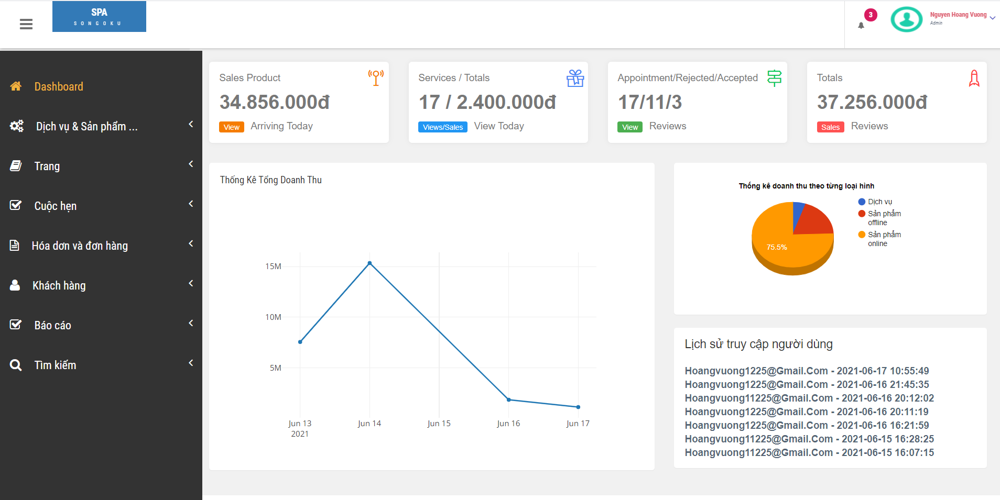 SPA
SONGOKU
3
Nguyen Hoang Vuong
Admin
Dashboard
Dịch vụ & Sản phẩm ...
Trang
Cuộc hẹn
Hóa dơn và đơn hàng
Khách hàng
Báo cáo
Tìm kiếm
Sales Product
34.856.000đ
View Arriving Today
Services / Totals
17 / 2.400.000đ
Views/Sales View Today
Appointment/Rejected/Accepted
17/11/3
View Reviews
Totals
37.256.000đ
Sales Reviews
Thống Kê Tổng Doanh Thu
15M
10M
5M
Jun 13
2021
Jun 14
Jun 15
Jun 16
Jun 17
Thống kê doanh thu theo từng loại hình
75.5%
Dịch vụ
Sản phẩm
offline
Sản phẩm
online
Lịch sử truy cập người dùng
Hoangvuong1225@Gmail.Com - 2021-06-17 10:55:49
Hoangvuong1225@Gmail.Com - 2021-06-16 21:45:35
Hoangvuong11225@Gmail.Com - 2021-06-16 20:12:02
Hoangvuong1225@Gmail.Com - 2021-06-16 20:11:19
Hoangvuong1225@Gmail.Com - 2021-06-16 16:21:59
Hoangvuong11225@Gmail.Com - 2021-06-15 16:28:25
Hoangvuong11225@Gmail.Com - 2021-06-15 16:07:15